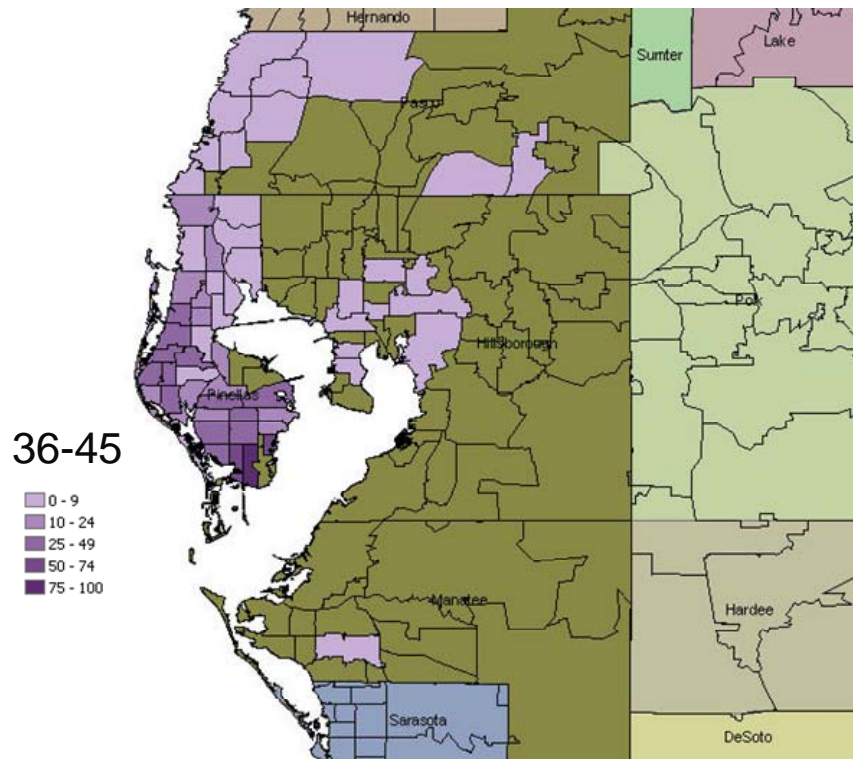 Hernando
Sumter
Lake
Pasco
Polk
Hillsborough
Pinellas
36-45
0 - 9
10 - 24
25 - 49
50 - 74
75 - 100
Manatee
Hardee
Sarasota
DeSoto